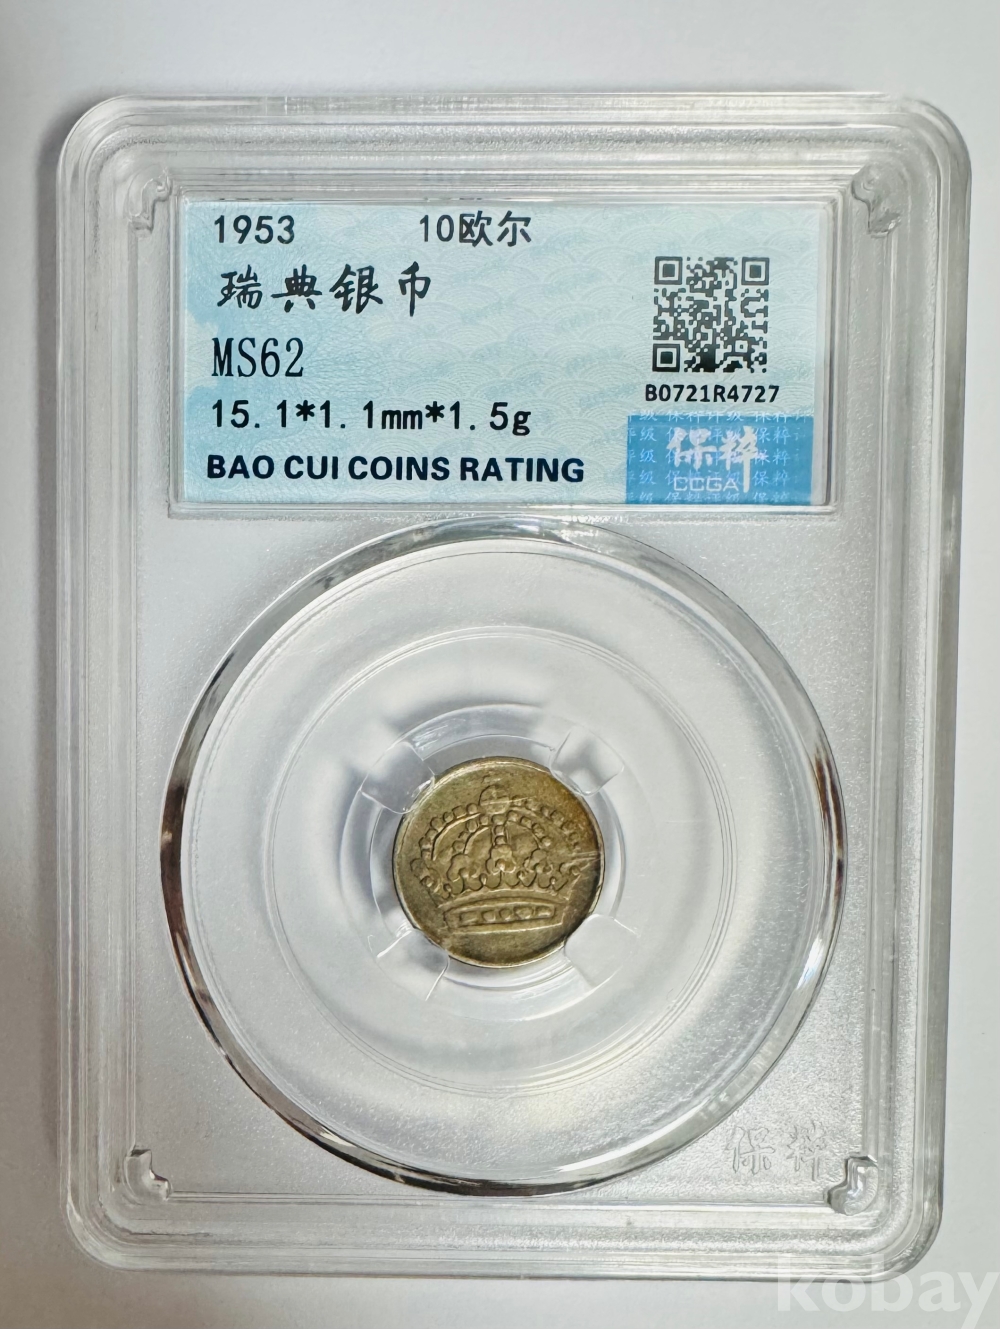 1953 10欧尔
瑞典银币
MS62
15.1*1.1mm*1.5g
BAO CUI COINS RATING
B0721R4727
保粹
CCGA
保粹
kobay